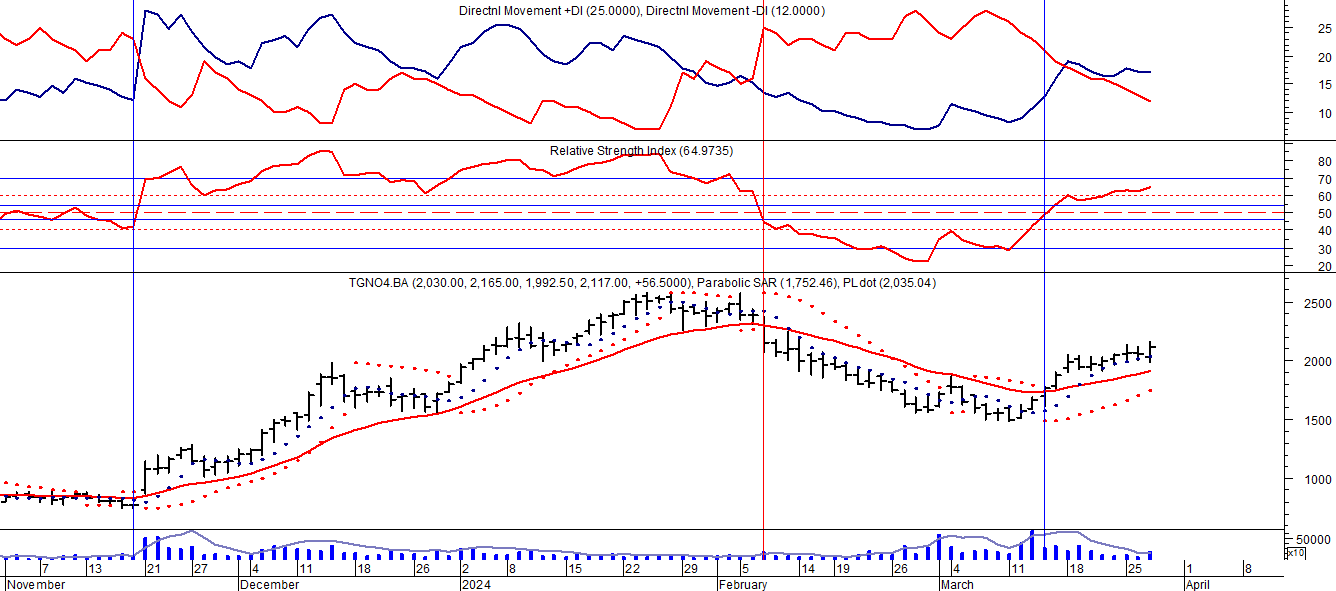 Directnl Movement +DI (25.0000), Directnl Movement -DI (12.0000)
25
20
15
10
Relative Strength Index (64.9735)
80
70
60
50
40
30
20
TGNO4.BA (2,030.00, 2,165.00, 1,992.50, 2,117.00, +56.5000), Parabolic SAR (1,752.46), PLdot (2,035.04)
2500
2000
1500
1000
50000
x10
7 13 21 27 4 11 18 26 2 8 15 22 29 5 14 19 26 4 11 18 25 1 8
November December 2024 February March April